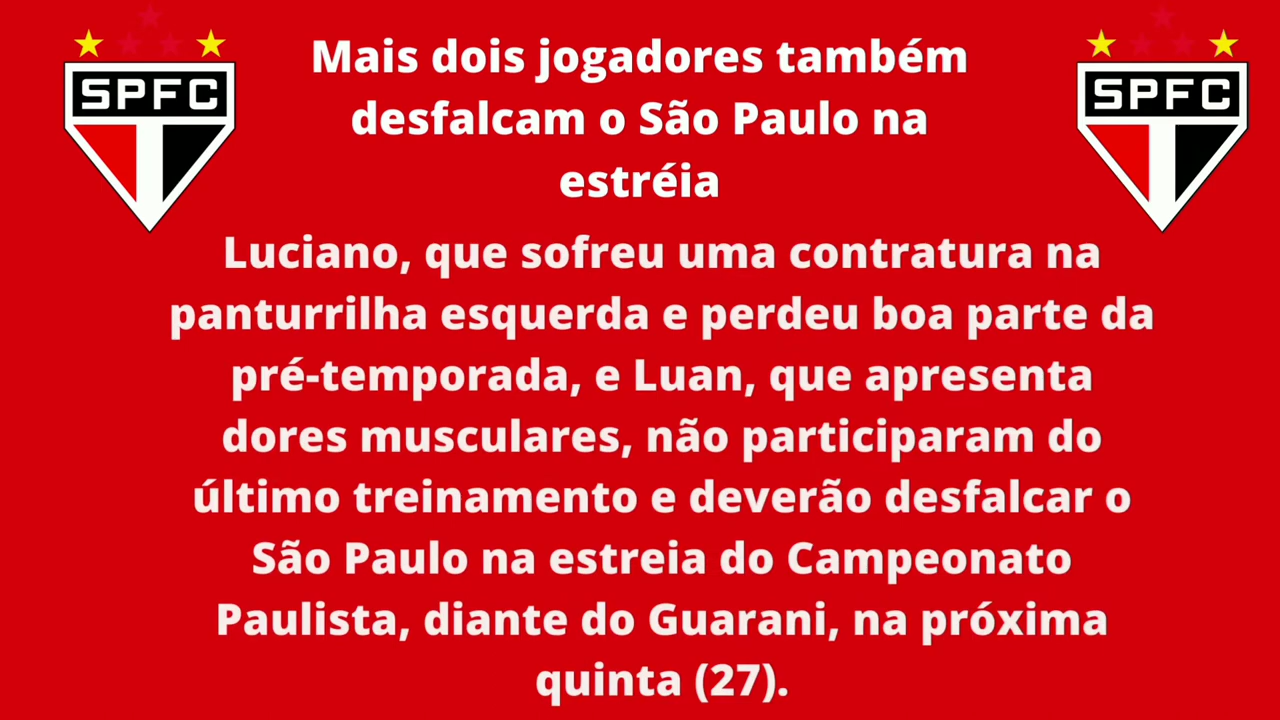 SPFC
SPFC
Mais dois jogadores também
desfalcam o São Paulo na
estréia
Luciano, que sofreu uma contratura na
panturrilha esquerda e perdeu boa parte da
pré-temporada, e Luan, que apresenta
dores musculares, não participaram do
último treinamento e deverão desfalcar o
São Paulo na estreia do Campeonato
Paulista, diante do Guarani, na próxima
quinta (27).